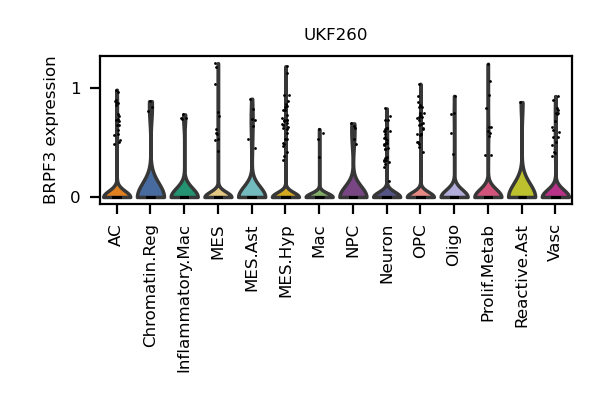 UKF260
BRPF3 expression
1
0
AC
Chromatin.Reg
Inflammatory.Mac
MES
MES.Ast
MES.Hyp
Mac
NPC
Neuron
OPC
Oligo
Prolif.Metab
Reactive.Ast
Vasc